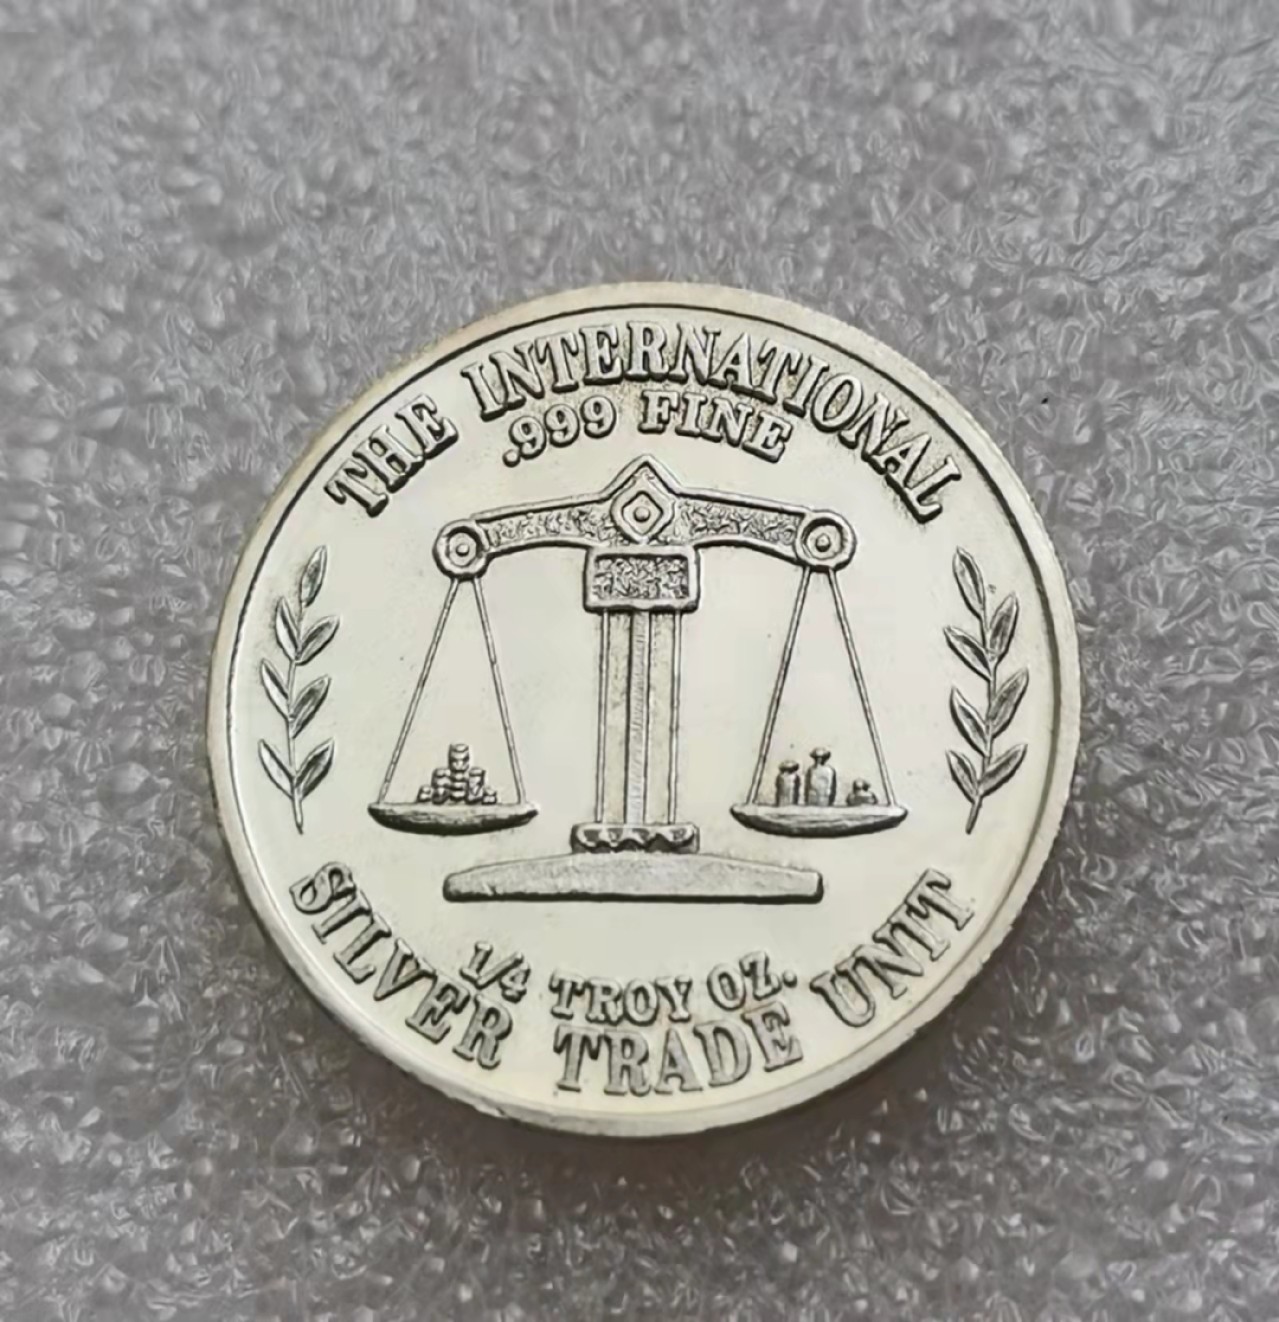 THE INTERNATIONAL
.999 FINE
1/4 TROY OZ.
SILVER TRADE UNIT